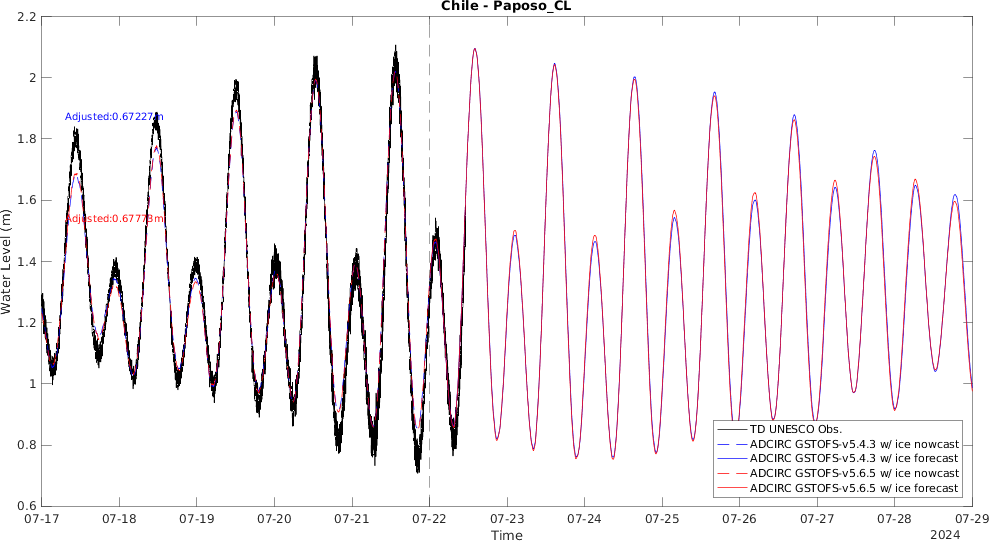 Chile - Paposo_CL
2.2
2
1.8
1.6
1.4
1.2
1
0.8
0.6
Water Level (m)
Adjusted:0.67227m
Adjusted:0.67773m
TD UNESCO Obs.
ADCIRC GSTOFS-v5.4.3 w/ ice nowcast
ADCIRC GSTOFS-v5.4.3 w/ ice forecast
ADCIRC GSTOFS-v5.6.5 w/ ice nowcast
ADCIRC GSTOFS-v5.6.5 w/ ice forecast
07-17 07-18 07-19 07-20 07-21 07-22 07-23 07-24 07-25 07-26 07-27 07-28 07-29
Time
2024